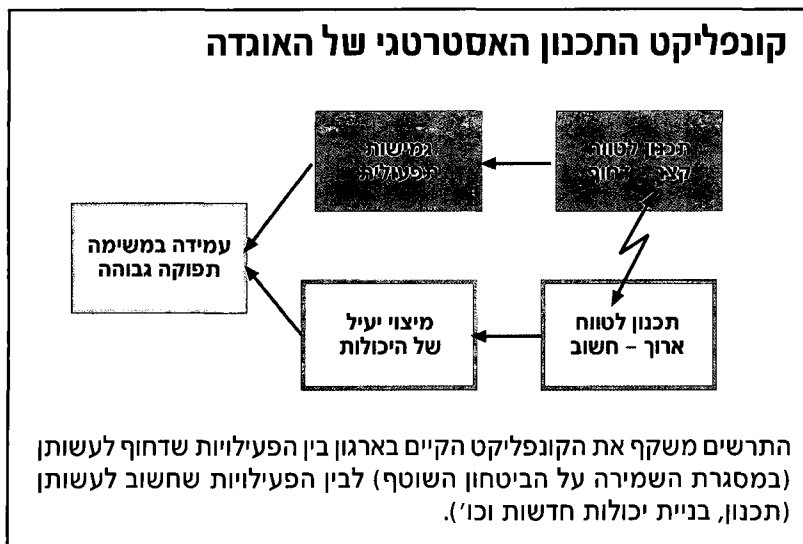 קונפליקט התכנון האסטרטגי של האוגדה
תכנון לטווח
קצר – דחוף
גמישות
תפעולית
עמידה במשימה
תפוקה גבוהה
תכנון לטווח
ארוך – חשוב
מיצוי יעיל
של היכולות
התרשים משקף את הקונפליקט הקיים בארגון בין הפעילויות שדחוף לעשותן
(במסגרת השמירה על הביטחון השוטף) לבין הפעילויות שחשוב לעשותן
(תכנון, בניית יכולות חדשות וכו').